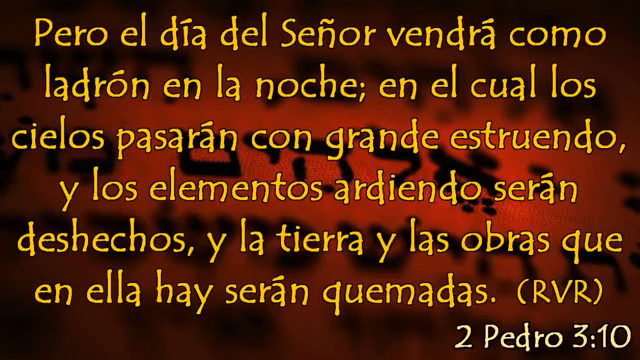 Pero el día del Señor vendrá como
ladrón en la noche; en el cual los
cielos pasarán con grande estruendo,
y los elementos ardiendo serán
deshechos, y la tierra y las obras que
en ella hay serán quemadas. (RVR)
2 Pedro 3:10